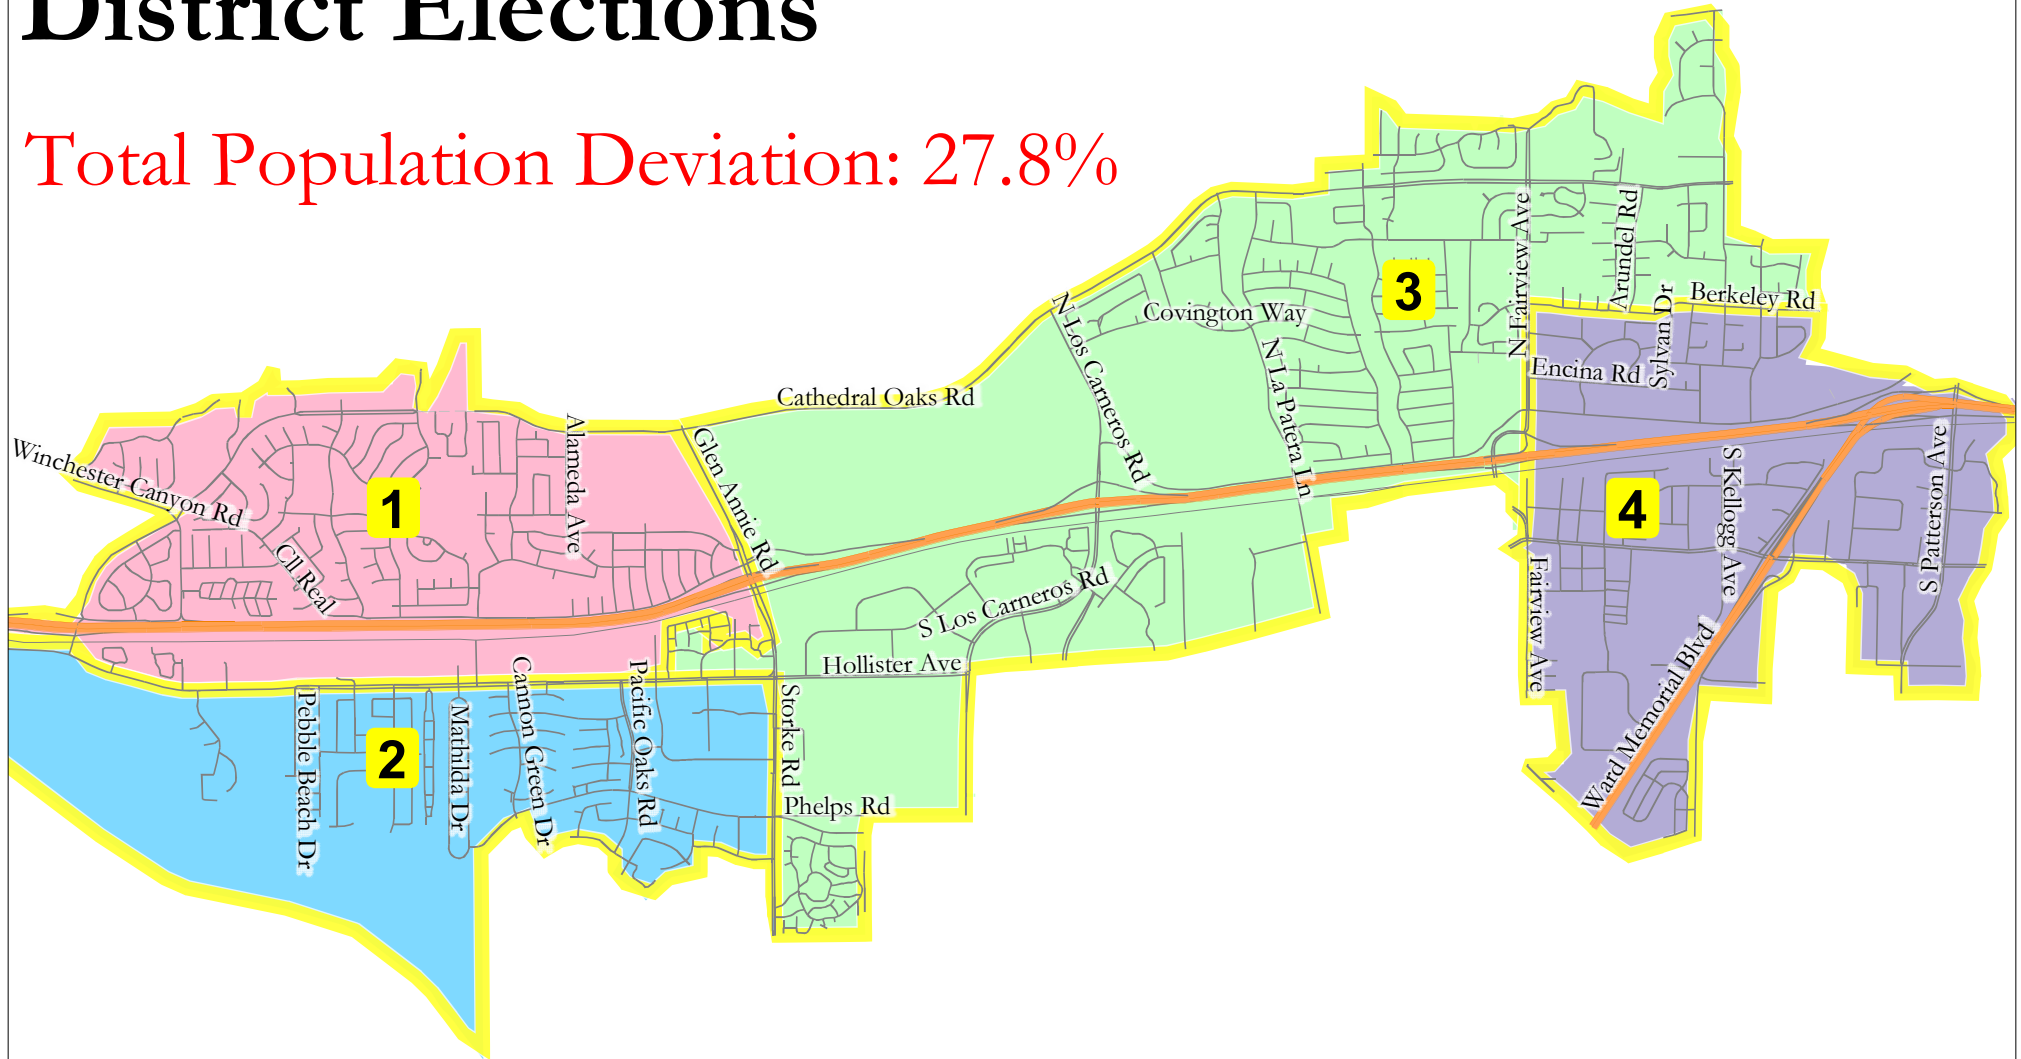 District Elections
Total Population Deviation: 27.8%
N Fairview Ave
Arundel Rd
3
Sylvan Dr
Berkeley Rd
N Los Carneros Rd
Covington Way
N La Patera Ln
Encina Rd
Cathedral Oaks Rd
Winchester Canyon Rd
1
Alameda Ave
Glen Annie Rd
Cll Real
4
S Kellogg Ave
S Patterson Ave
S Los Carneros Rd
Fairview Ave
Hollister Ave
Ward Memorial Blvd
Pebble Beach Dr
2
Mathilda Dr
Cannon Green Dr
Pacific Oaks Rd
Storke Rd
Phelps Rd